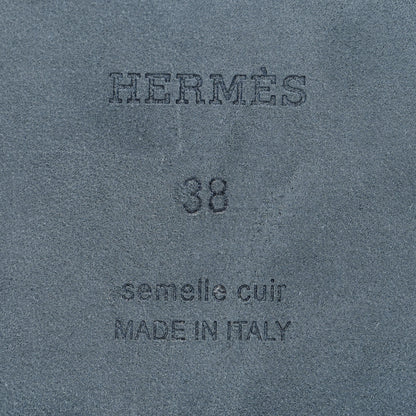 HERMÈS
38
semelle cuir
MADE IN ITALY